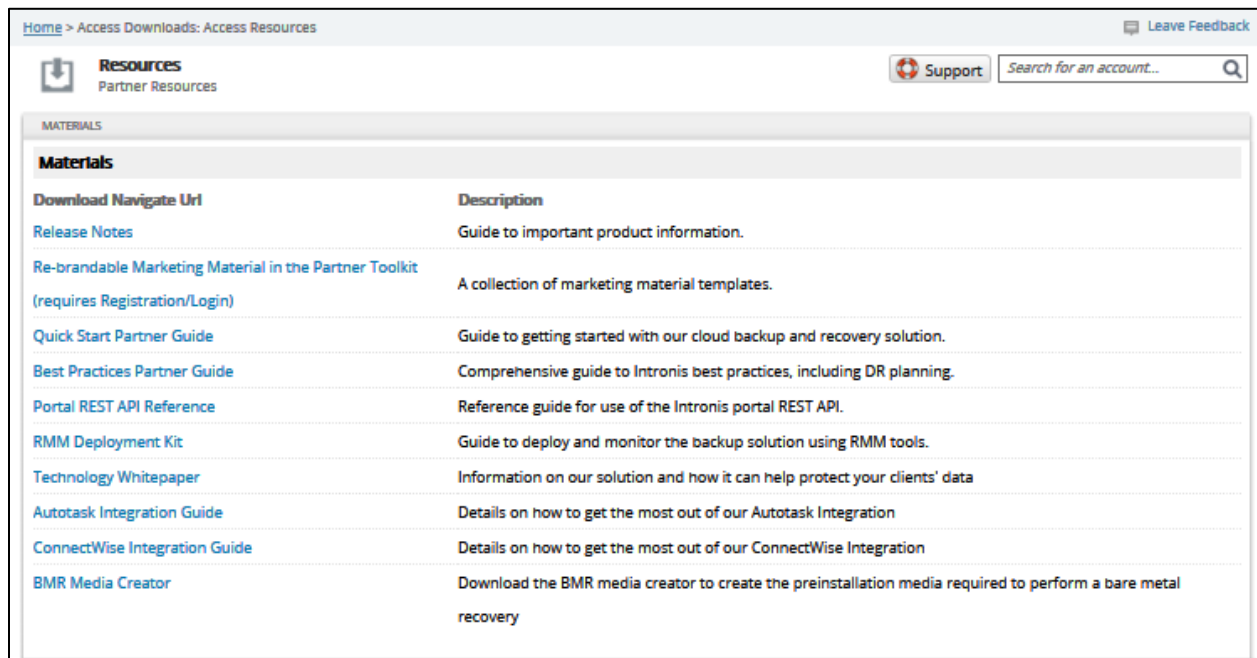 Home > Access Downloads: Access Resources
Leave Feedback
Resources
Partner Resources
Support
Search for an account...
MATERIALS
Materials
Download Navigate Url
Description
Release Notes
Guide to important product information.
Re-brandable Marketing Material in the Partner Toolkit
(requires Registration/Login)
A collection of marketing material templates.
Quick Start Partner Guide
Guide to getting started with our cloud backup and recovery solution.
Best Practices Partner Guide
Comprehensive guide to Intronis best practices, including DR planning.
Portal REST API Reference
Reference guide for use of the Intronis portal REST API.
RMM Deployment Kit
Guide to deploy and monitor the backup solution using RMM tools.
Technology Whitepaper
Information on our solution and how it can help protect your clients' data
Autotask Integration Guide
Details on how to get the most out of our Autotask Integration
ConnectWise Integration Guide
Details on how to get the most out of our ConnectWise Integration
BMR Media Creator
Download the BMR media creator to create the preinstallation media required to perform a bare metal
recovery